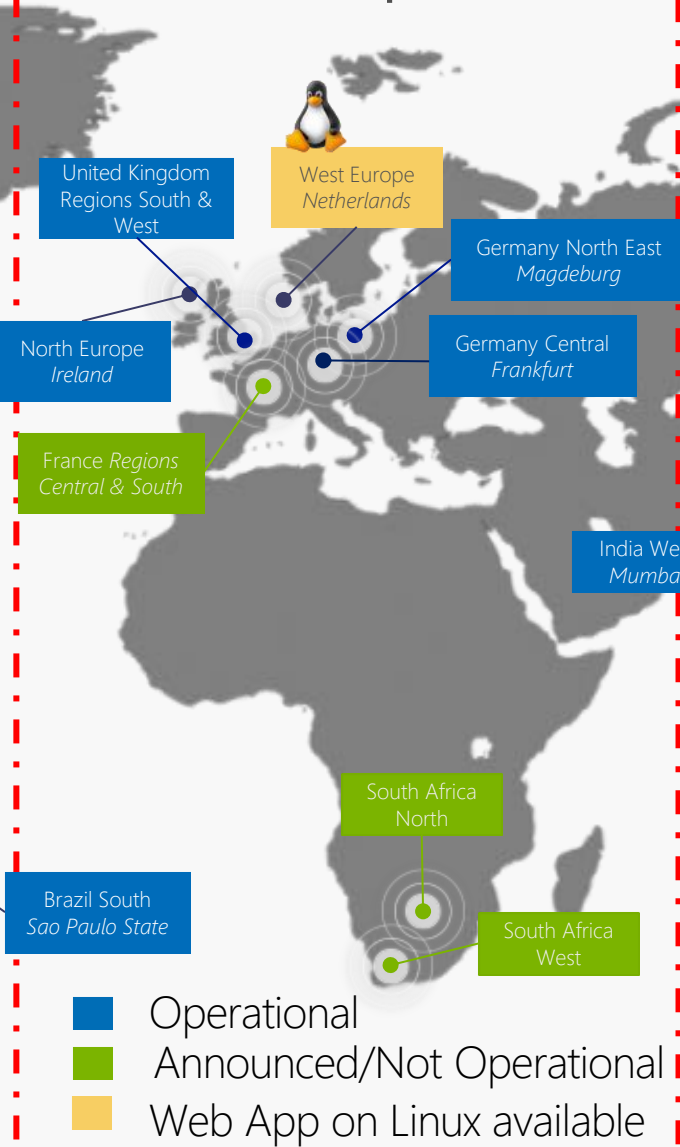 United Kingdom
Regions South &
West
West Europe
Netherlands
Germany North East
Magdeburg
North Europe
Ireland
Germany Central
Frankfurt
France Regions
Central & South
India We
Mumba
South Africa
North
Brazil South
Sao Paulo State
South Africa
West
Operational
Announced/Not Operational
Web App on Linux available